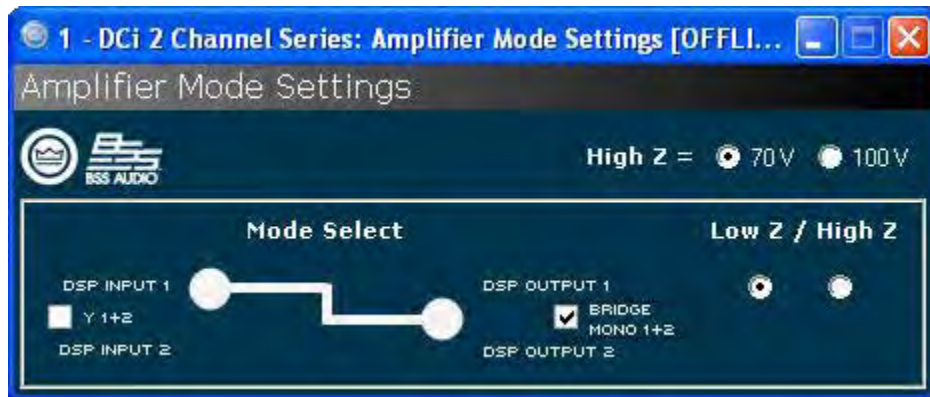 1 - DCi 2 Channel Series: Amplifier Mode Settings [OFFLI...
Amplifier Mode Settings
BSS AUDIO
High Z = 70V 100V
Mode Select
Low Z / High Z
DSP INPUT 1
Y 1+2
DSP INPUT 2
DSP OUTPUT 1
BRIDGE
MONO 1+2
DSP OUTPUT 2